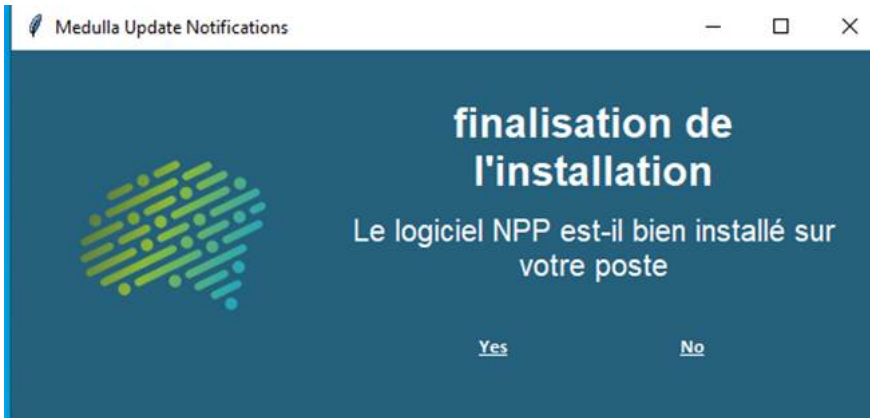 Medulla Update Notifications
finalisation de
l'installation
Le logiciel NPP est-il bien installé sur
votre poste
Yes No